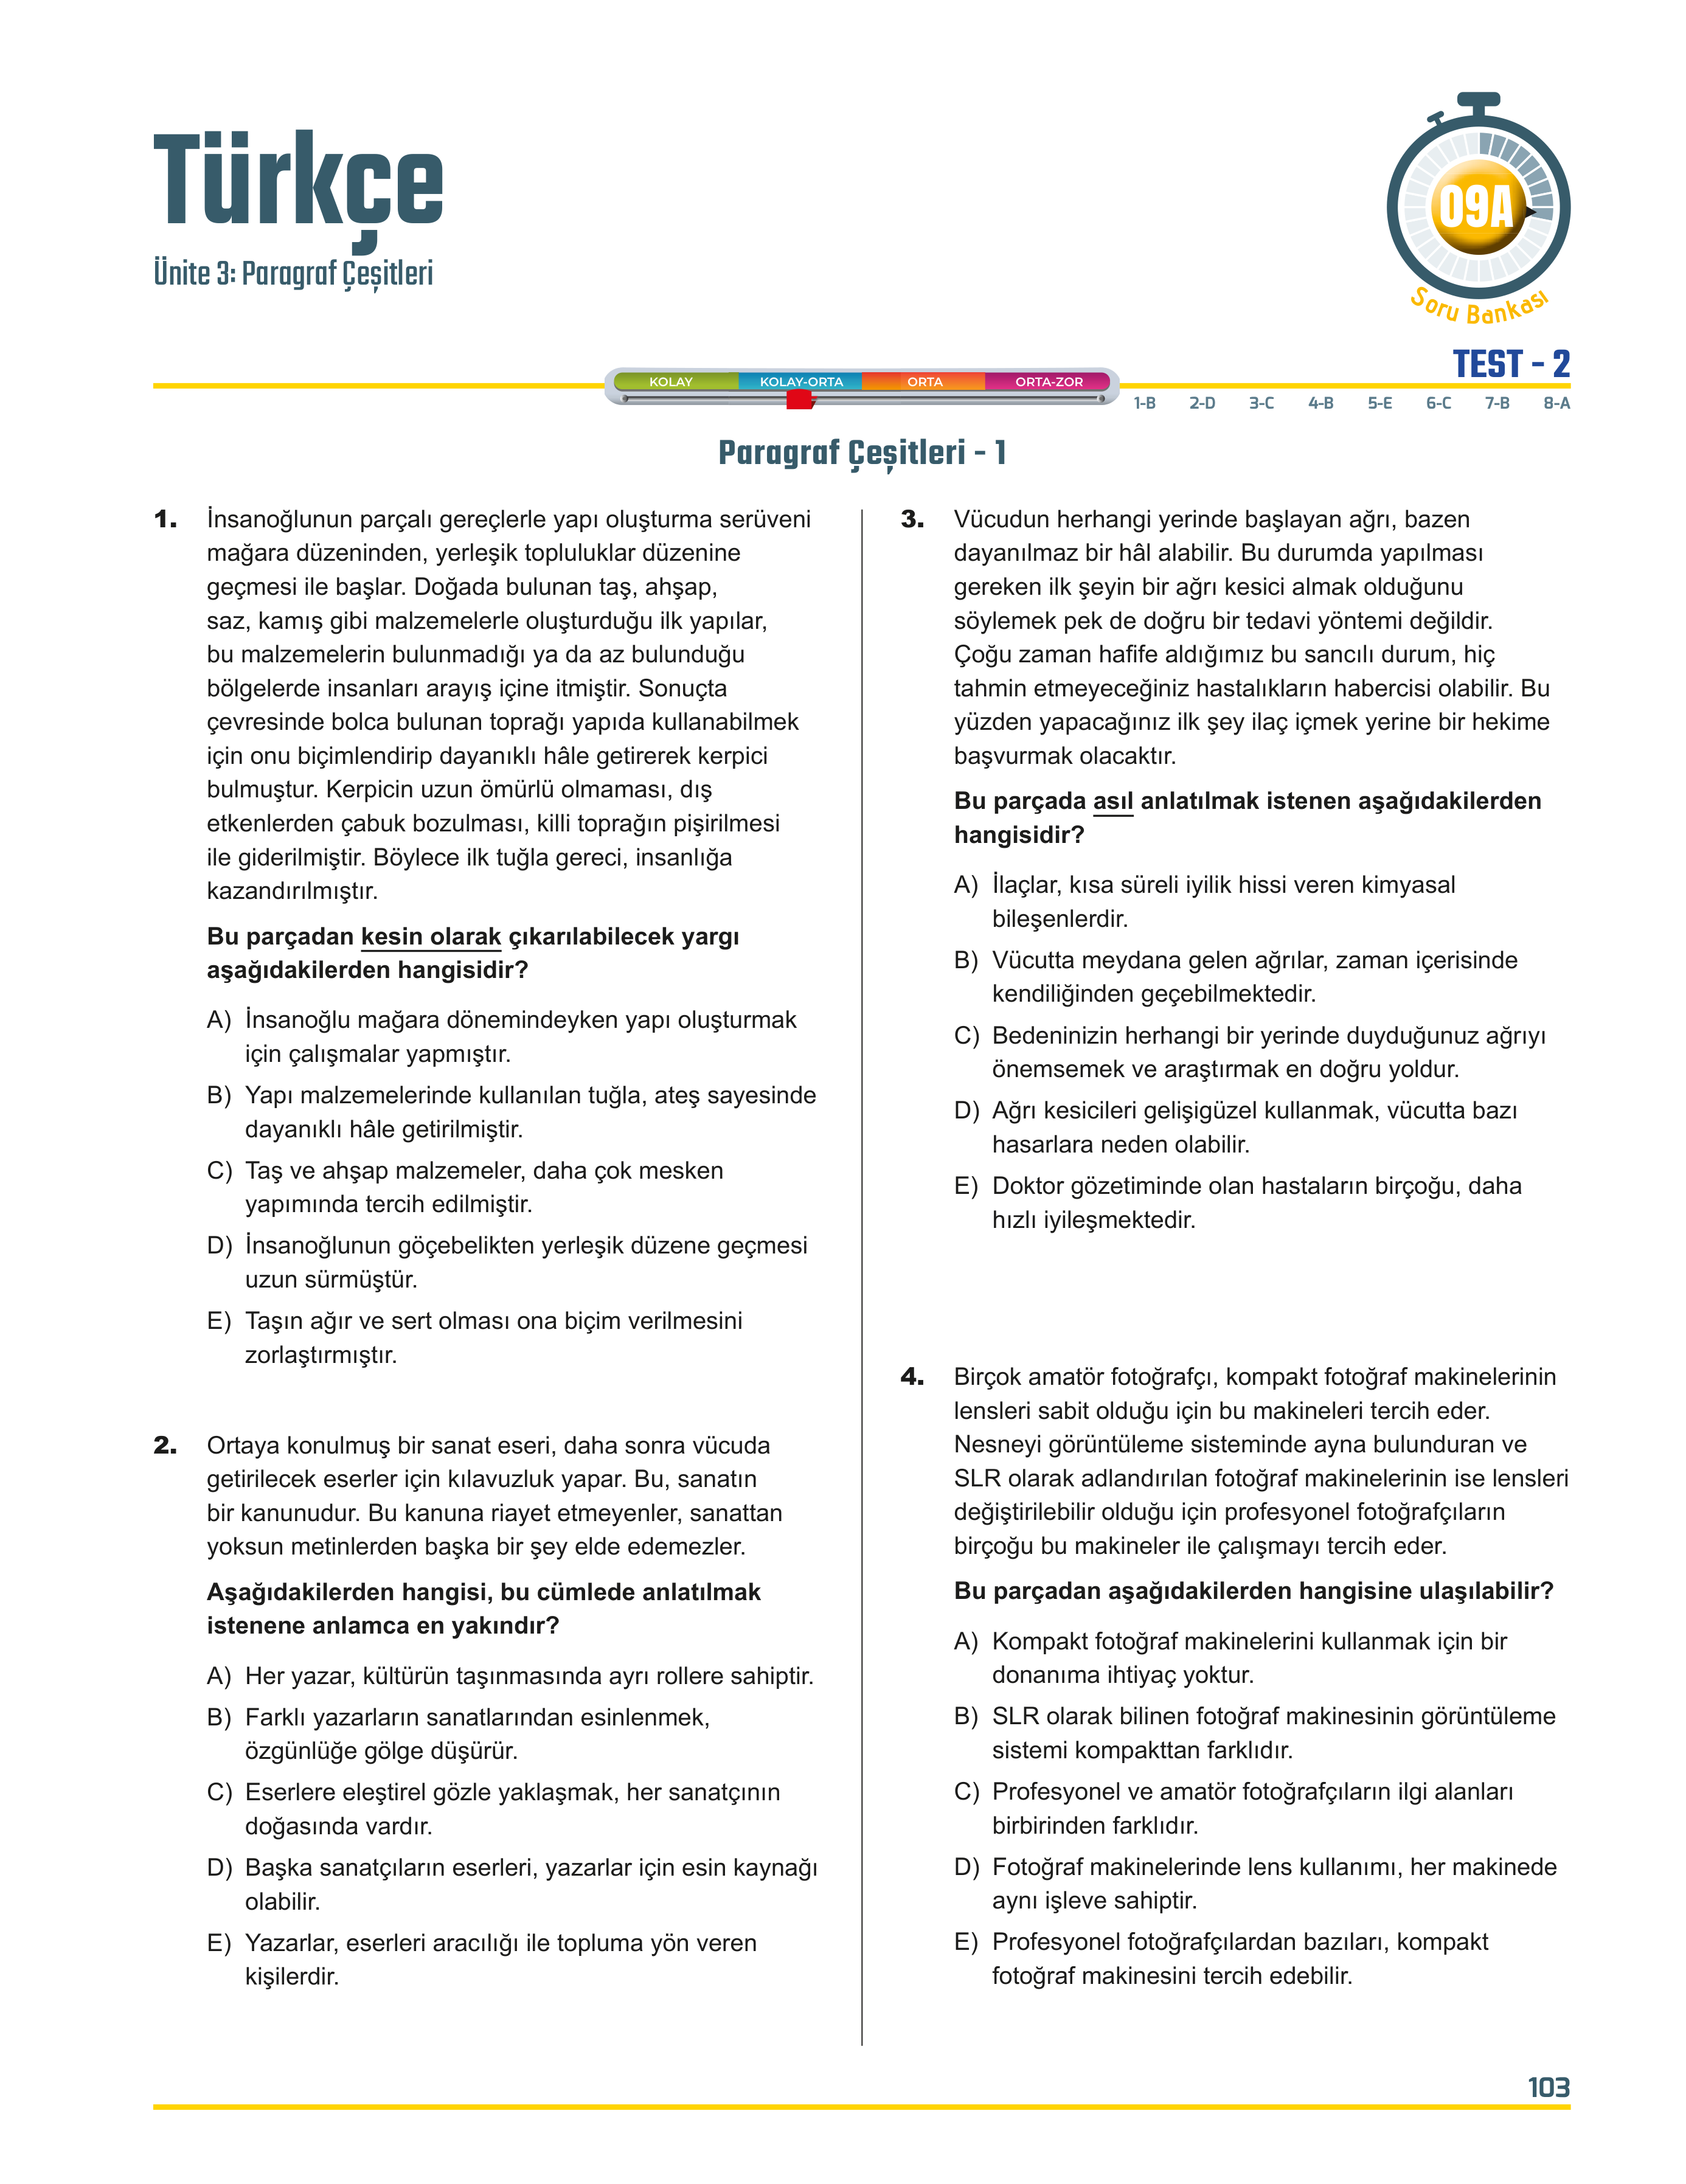 Türkçe
Ünite 3: Paragraf Çeşitleri
09A
Soru Bankası
TEST - 2
KOLAY KOLAY-ORTA ORTA ORTA-ZOR
1-B 2-D 3-C 4-B 5-E 6-C 7-B 8-A
Paragraf Çeşitleri - 1
1. İnsanoğlunun parçalı gereçlerle yapı oluşturma serüveni
mağara düzeninden, yerleşik topluluklar düzenine
geçmesi ile başlar. Doğada bulunan taş, ahşap,
saz, kamış gibi malzemelerle oluşturduğu ilk yapılar,
bu malzemelerin bulunmadığı ya da az bulunduğu
bölgelerde insanları arayış içine itmiştir. Sonuçta
çevresinde bolca bulunan toprağı yapıda kullanabilmek
için onu biçimlendirip dayanıklı hâle getirerek kerpici
bulmuştur. Kerpicin uzun ömürlü olmaması, dış
etkenlerden çabuk bozulması, killi toprağın pişirilmesi
ile giderilmiştir. Böylece ilk tuğla gereci, insanlığa
kazandırılmıştır.
Bu parçadan kesin olarak çıkarılabilecek yargı
aşağıdakilerden hangisidir?
A) İnsanoğlu mağara dönemindeyken yapı oluşturmak
için çalışmalar yapmıştır.
B) Yapı malzemelerinde kullanılan tuğla, ateş sayesinde
dayanıklı hâle getirilmiştir.
C) Taş ve ahşap malzemeler, daha çok mesken
yapımında tercih edilmiştir.
D) İnsanoğlunun göçebelikten yerleşik düzene geçmesi
uzun sürmüştür.
E) Taşın ağır ve sert olması ona biçim verilmesini
zorlaştırmıştır.
2. Ortaya konulmuş bir sanat eseri, daha sonra vücuda
getirilecek eserler için kılavuzluk yapar. Bu, sanatın
bir kanunudur. Bu kanuna riayet etmeyenler, sanattan
yoksun metinlerden başka bir şey elde edemezler.
Aşağıdakilerden hangisi, bu cümlede anlatılmak
istenene anlamca en yakındır?
A) Her yazar, kültürün taşınmasında ayrı rollere sahiptir.
B) Farklı yazarların sanatlarından esinlenmek,
özgünlüğe gölge düşürür.
C) Eserlere eleştirel gözle yaklaşmak, her sanatçının
doğasında vardır.
D) Başka sanatçıların eserleri, yazarlar için esin kaynağı
olabilir.
E) Yazarlar, eserleri aracılığı ile topluma yön veren
kişilerdir.
3. Vücudun herhangi yerinde başlayan ağrı, bazen
dayanılmaz bir hâl alabilir. Bu durumda yapılması
gereken ilk şeyin bir ağrı kesici almak olduğunu
söylemek pek de doğru bir tedavi yöntemi değildir.
Çoğu zaman hafife aldığımız bu sancılı durum, hiç
tahmin etmeyeceğiniz hastalıkların habercisi olabilir. Bu
yüzden yapacağınız ilk şey ilaç içmek yerine bir hekime
başvurmak olacaktır.
Bu parçada asıl anlatılmak istenen aşağıdakilerden
hangisidir?
A) İlaçlar, kısa süreli iyilik hissi veren kimyasal
bileşenlerdir.
B) Vücutta meydana gelen ağrılar, zaman içerisinde
kendiliğinden geçebilmektedir.
C) Bedeninizin herhangi bir yerinde duyduğunuz ağrıyı
önemsemek ve araştırmak en doğru yoldur.
D) Ağrı kesicileri gelişigüzel kullanmak, vücutta bazı
hasarlara neden olabilir.
E) Doktor gözetiminde olan hastaların birçoğu, daha
hızlı iyileşmektedir.
4. Birçok amatör fotoğrafçı, kompakt fotoğraf makinelerinin
lensleri sabit olduğu için bu makineleri tercih eder.
Nesneyi görüntüleme sisteminde ayna bulunduran ve
SLR olarak adlandırılan fotoğraf makinelerinin ise lensleri
değiştirilebilir olduğu için profesyonel fotoğrafçıların
birçoğu bu makineler ile çalışmayı tercih eder.
Bu parçadan aşağıdakilerden hangisine ulaşılabilir?
A) Kompakt fotoğraf makinelerini kullanmak için bir
donanıma ihtiyaç yoktur.
B) SLR olarak bilinen fotoğraf makinesinin görüntüleme
sistemi kompakttan farklıdır.
C) Profesyonel ve amatör fotoğrafçıların ilgi alanları
birbirinden farklıdır.
D) Fotoğraf makinelerinde lens kullanımı, her makinede
aynı işleve sahiptir.
E) Profesyonel fotoğrafçılardan bazıları, kompakt
fotoğraf makinesini tercih edebilir.
103